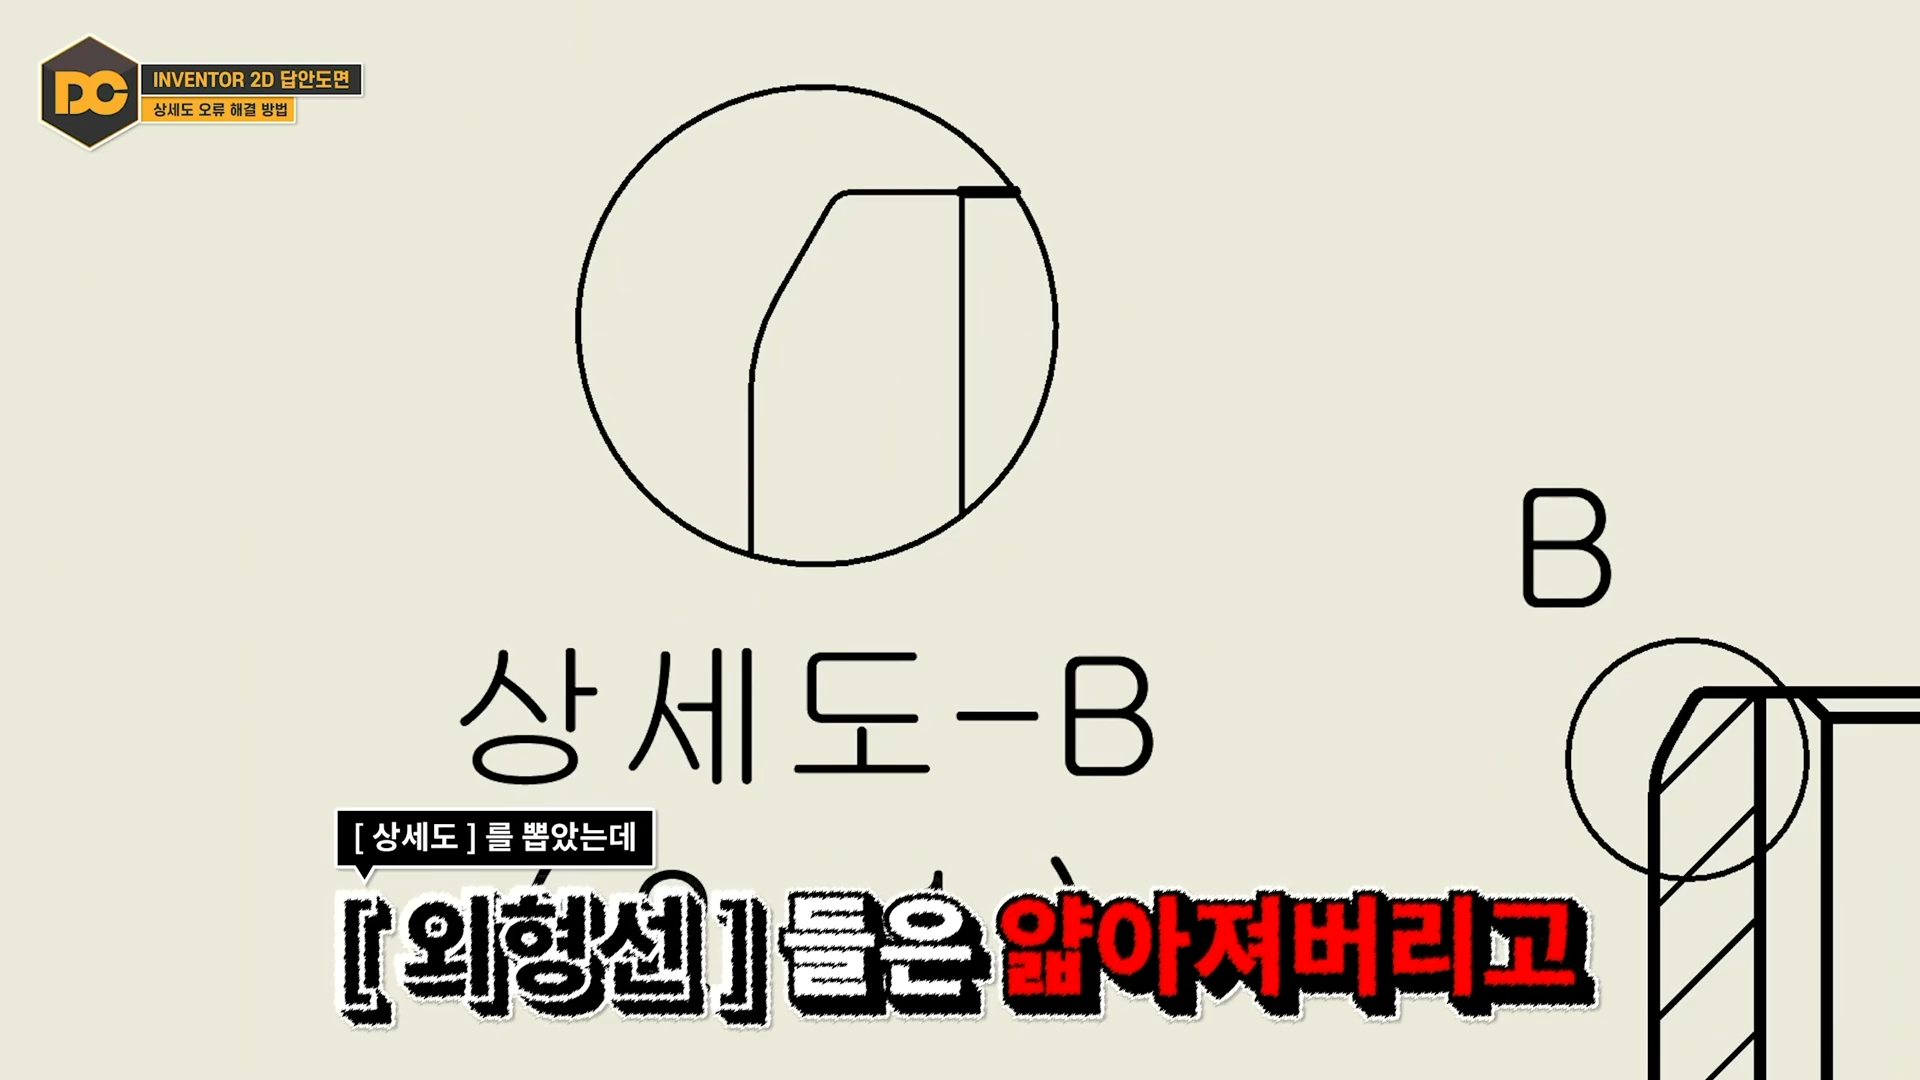 DC
INVENTOR 2D 답안도면
상세도 오류 해결 방법
B
상세도-B
[ 상세도 ] 를 뽑았는데
[ 외형선 ] 들은 얇아져버리고